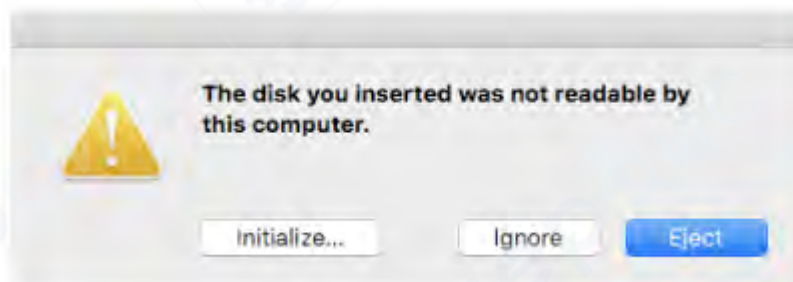 The disk you inserted was not readable by
this computer.
Initialize... Ignore Eject